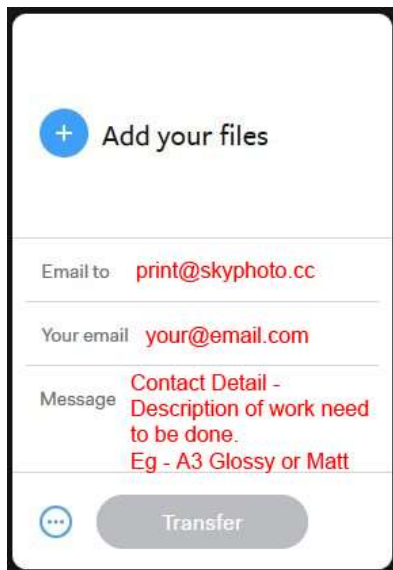 + Add your files
Email to print@skyphoto.cc
Your email your@email.com
Message Contact Detail -
Description of work need
to be done.
Eg - A3 Glossy or Matt
Transfer